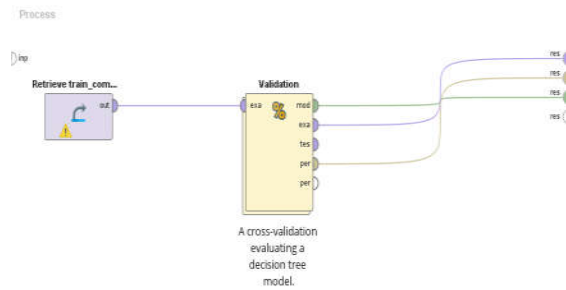 Process
inp
res
res
res
res
Retrieve train_com...
out
Validation
exa
mod
exa
tes
per
per
A cross-validation
evaluating a
decision tree
model.